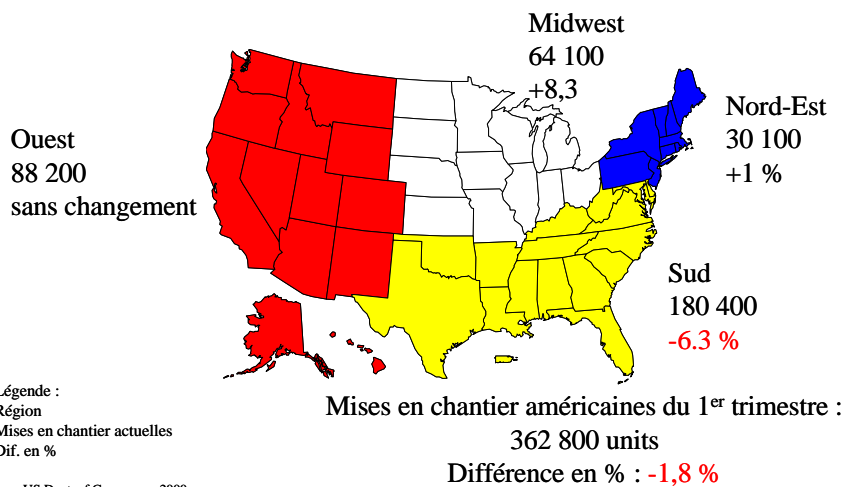 Midwest
64 100
+8,3
Nord-Est
30 100
+1 %
Ouest
88 200
sans changement
Sud
180 400
-6.3 %
Légende :
Région
Mises en chantier actuelles
Dif. en %
Mises en chantier américaines du 1er trimestre :
362 800 units
Différence en % : -1,8 %